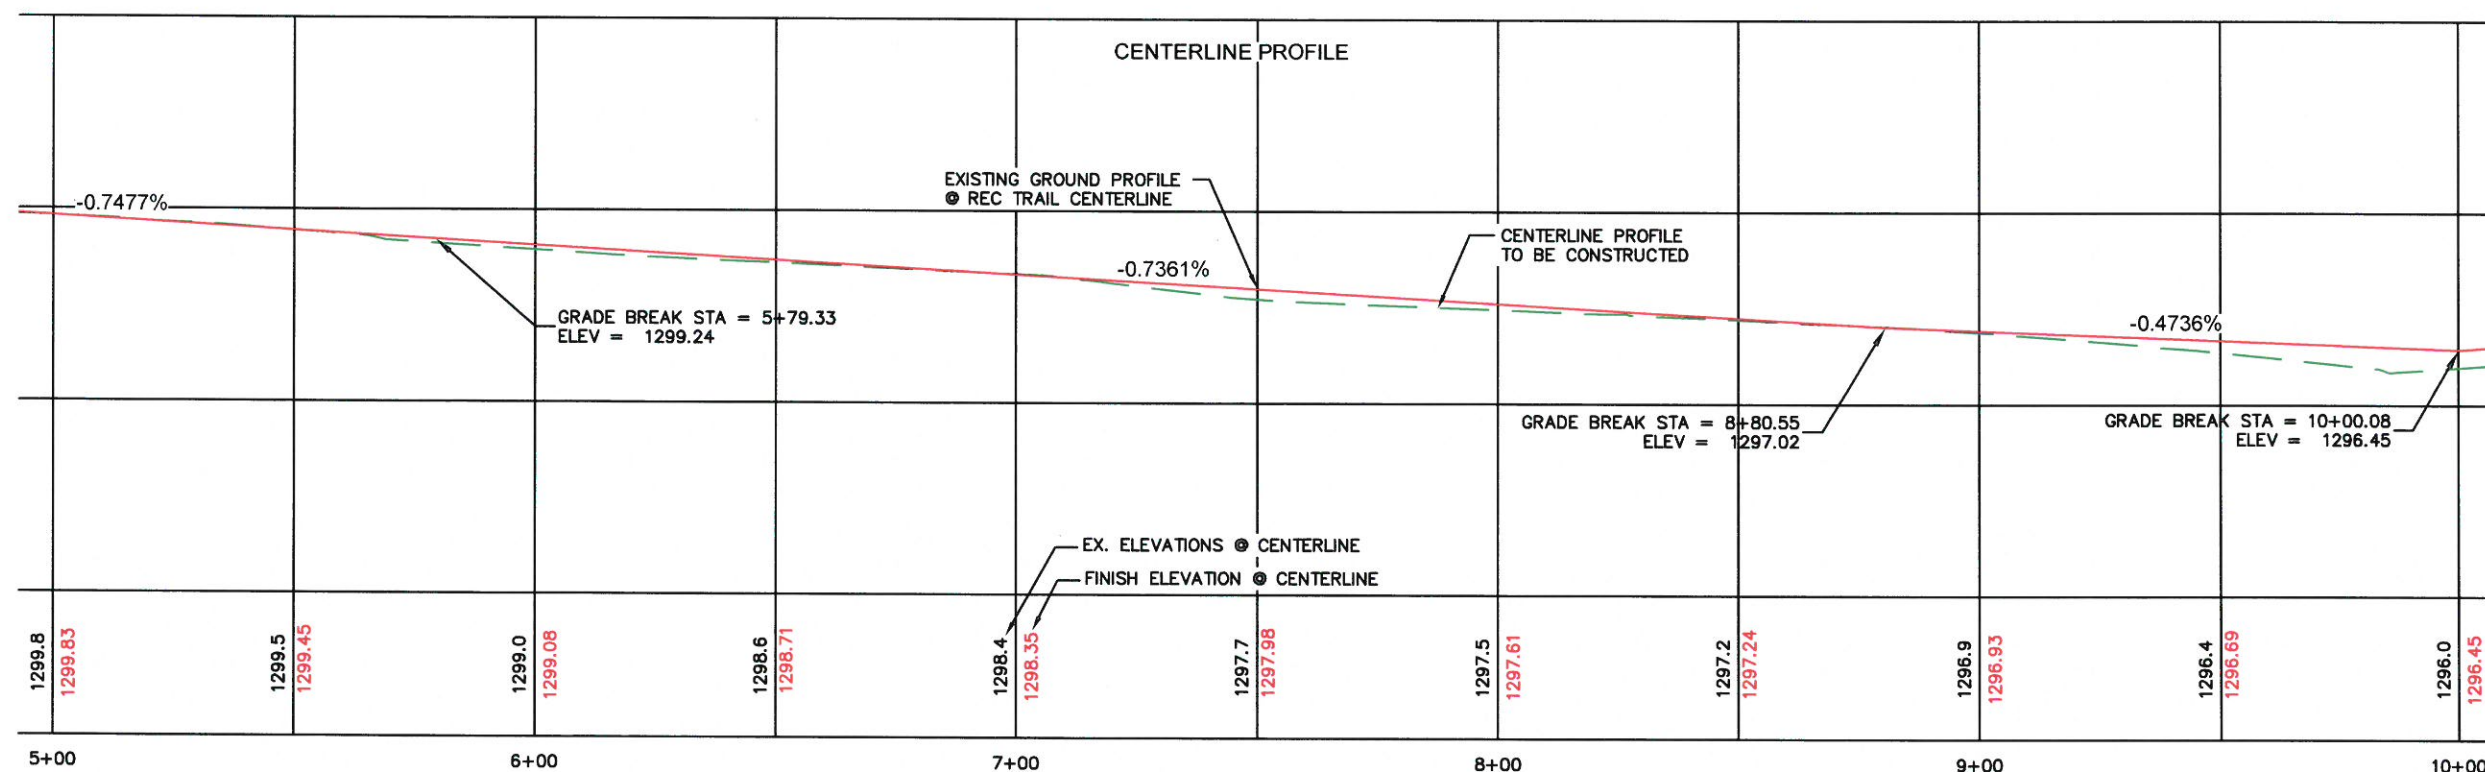 CENTERLINE PROFILE
-0.7477%
EXISTING GROUND PROFILE
@ REC TRAIL CENTERLINE
CENTERLINE PROFILE
TO BE CONSTRUCTED
-0.7361%
GRADE BREAK STA = 5+79.33
ELEV = 1299.24
-0.4736%
GRADE BREAK STA = 8+80.55
ELEV = 1297.02
GRADE BREAK STA = 10+00.08
ELEV = 1296.45
EX. ELEVATIONS @ CENTERLINE
FINISH ELEVATION @ CENTERLINE
1299.8
1299.83
1299.5
1299.45
1299.0
1299.08
1298.6
1298.71
1298.4
1298.35
1297.7
1297.98
1297.5
1297.61
1297.2
1297.24
1296.9
1296.93
1296.4
1296.69
1296.0
1296.45
5+00
6+00
7+00
8+00
9+00
10+00